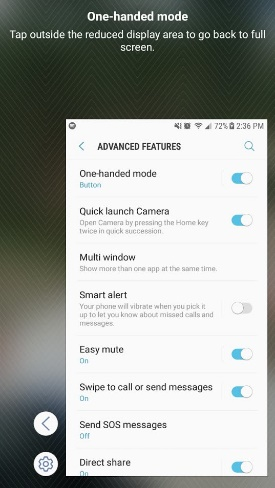 One-handed mode
Tap outside the reduced display area to go back to full
screen.
72% 2:36 PM
ADVANCED FEATURES
One-handed mode
Button
Quick launch Camera
Open Camera by pressing the Home key
twice in quick succession.
Multi window
Show more than one app at the same time.
Smart alert
Your phone will vibrate when you pick it
up to let you know about missed calls and
messages.
Easy mute
On
Swipe to call or send messages
On
Send SOS messages
Off
Direct share
On